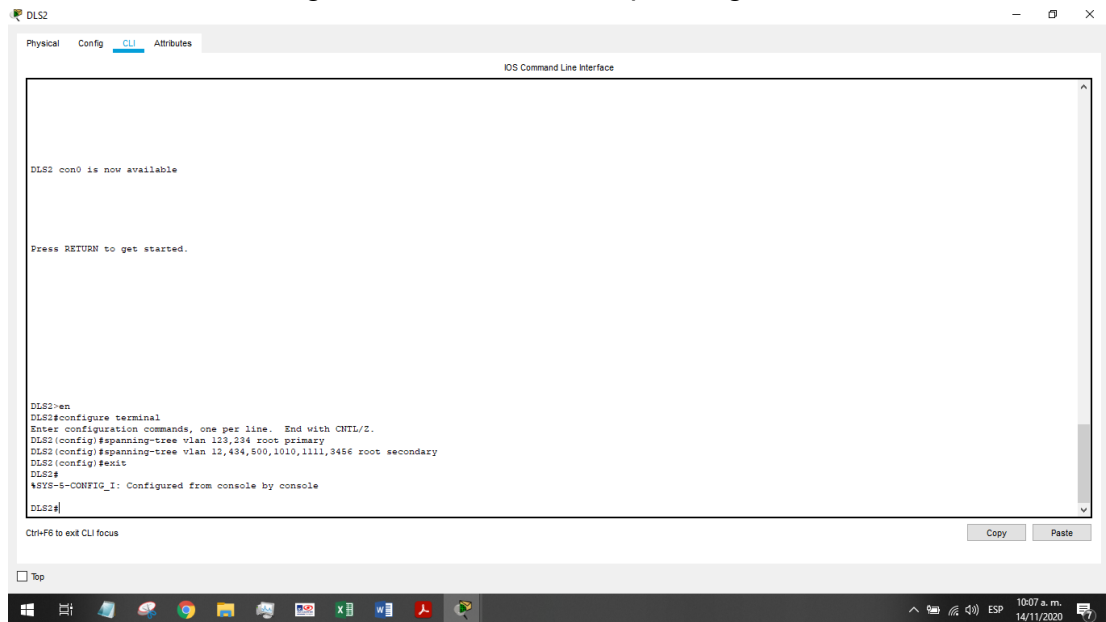 DLS2
Physical Config CLI Attributes
IOS Command Line Interface
DLS2 con0 is now available
Press RETURN to get started.
DLS2>en
DLS2#configure terminal
Enter configuration commands, one per line. End with CNTL/Z.
DLS2(config)#spanning-tree vlan 123,234 root primary
DLS2(config)#spanning-tree vlan 12,434,500,1010,1111,3456 root secondary
DLS2(config)#exit
DLS2#
%SYS-5-CONFIG_I: Configured from console by console
DLS2#
Ctrl+F6 to exit CLI focus
Copy Paste
Top
ESP
10:07 a. m.
14/11/2020